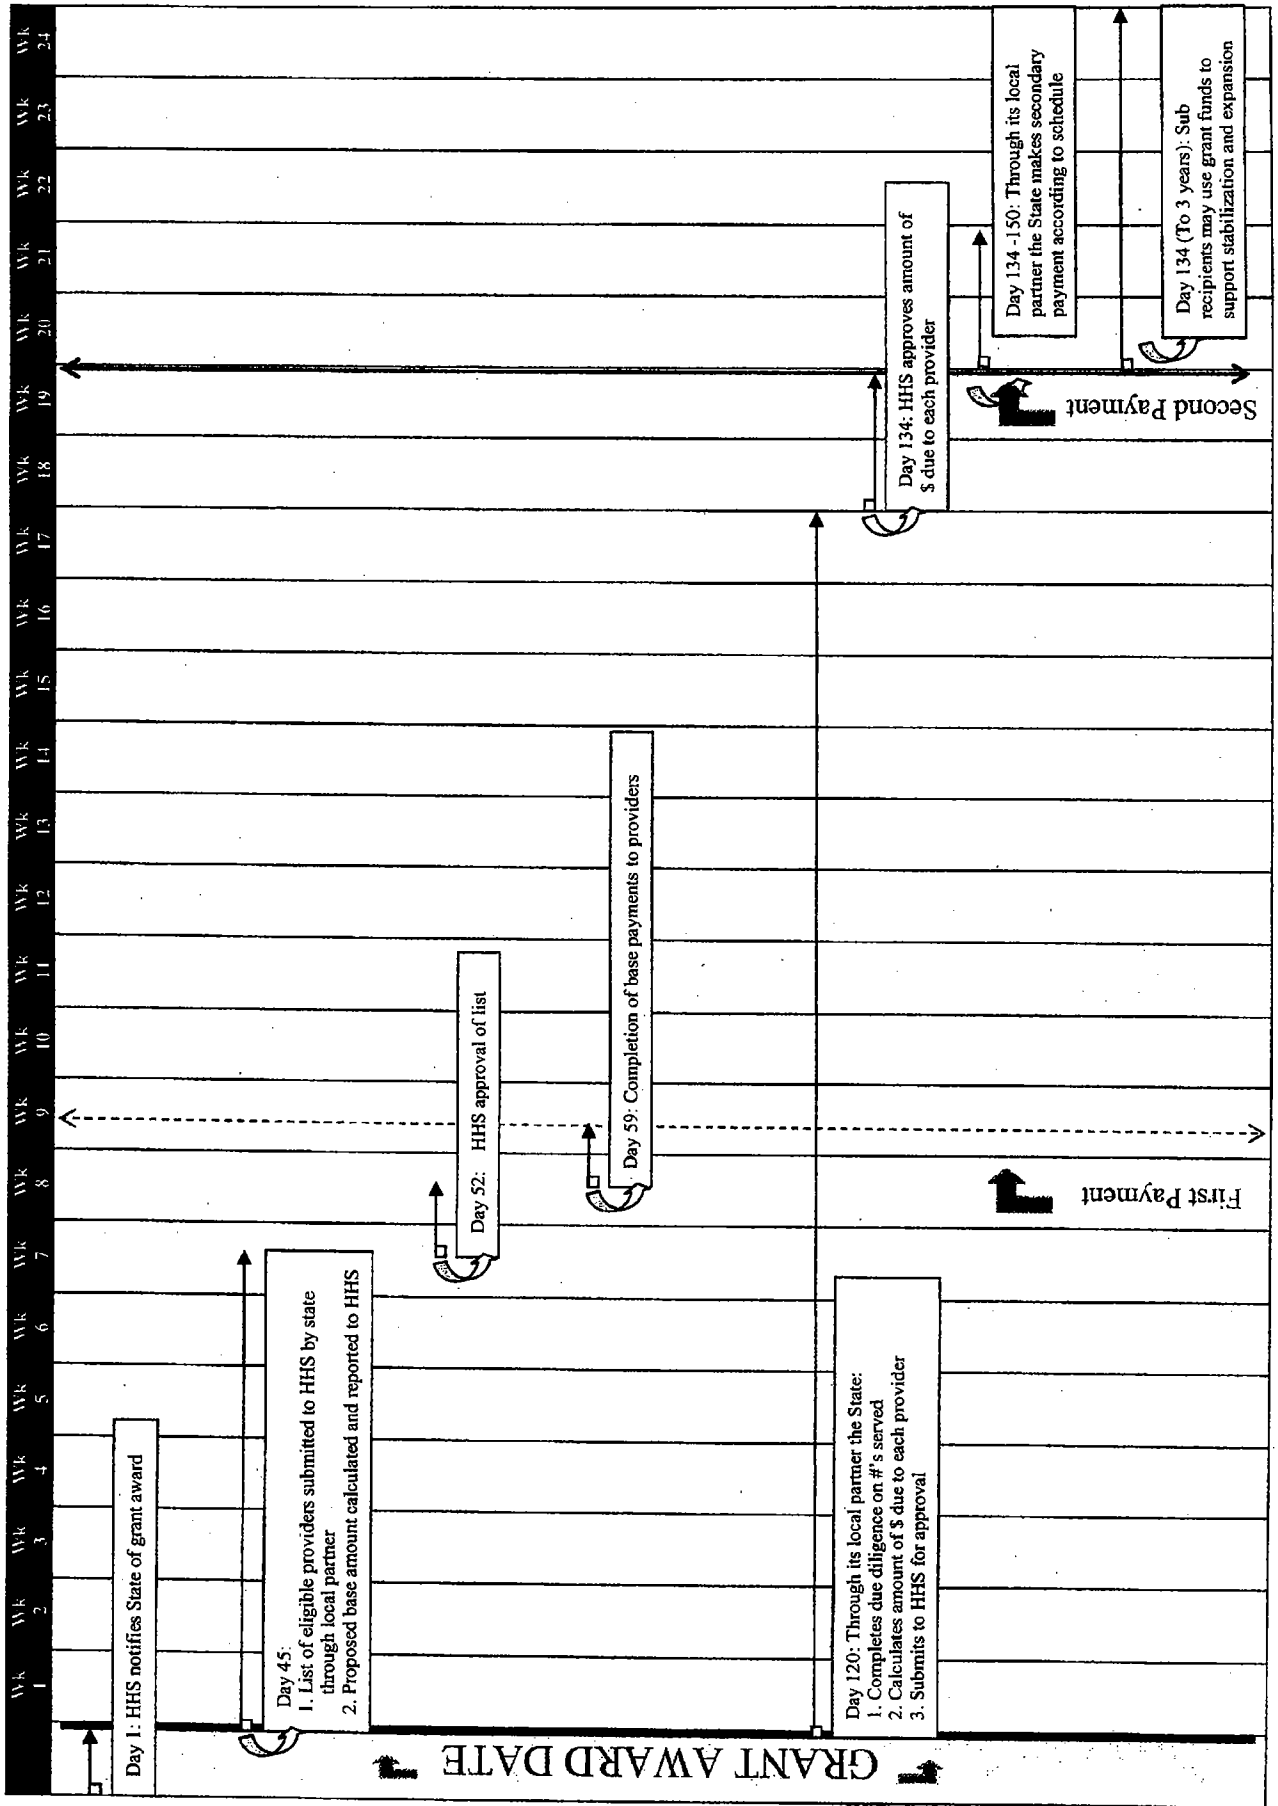 Wk 1
Wk 2
Wk 3
Wk 4
Wk 5
Wk 6
Wk 7
Wk 8
Wk 9
Wk 10
Wk 11
Wk 12
Wk 13
Wk 14
Wk 15
Wk 16
Wk 17
Wk 18
Wk 19
Wk 20
Wk 21
Wk 22
Wk 23
Wk 24
GRANT AWARD DATE
Day 1: HHS notifies State of grant award
Day 45:
1. List of eligible providers submitted to HHS by state
through local partner
2. Proposed base amount calculated and reported to HHS
Day 52: HHS approval of list
Day 59: Completion of base payments to providers
First Payment
Day 120: Through its local partner the State:
1. Completes due diligence on #'s served
2. Calculates amount of $ due to each provider
3. Submits to HHS for approval
Day 134: HHS approves amount of
$ due to each provider
Second Payment
Day 134 -150: Through its local
partner the State makes secondary
payment according to schedule
Day 134 (To 3 years): Sub
recipients may use grant funds to
support stabilization and expansion